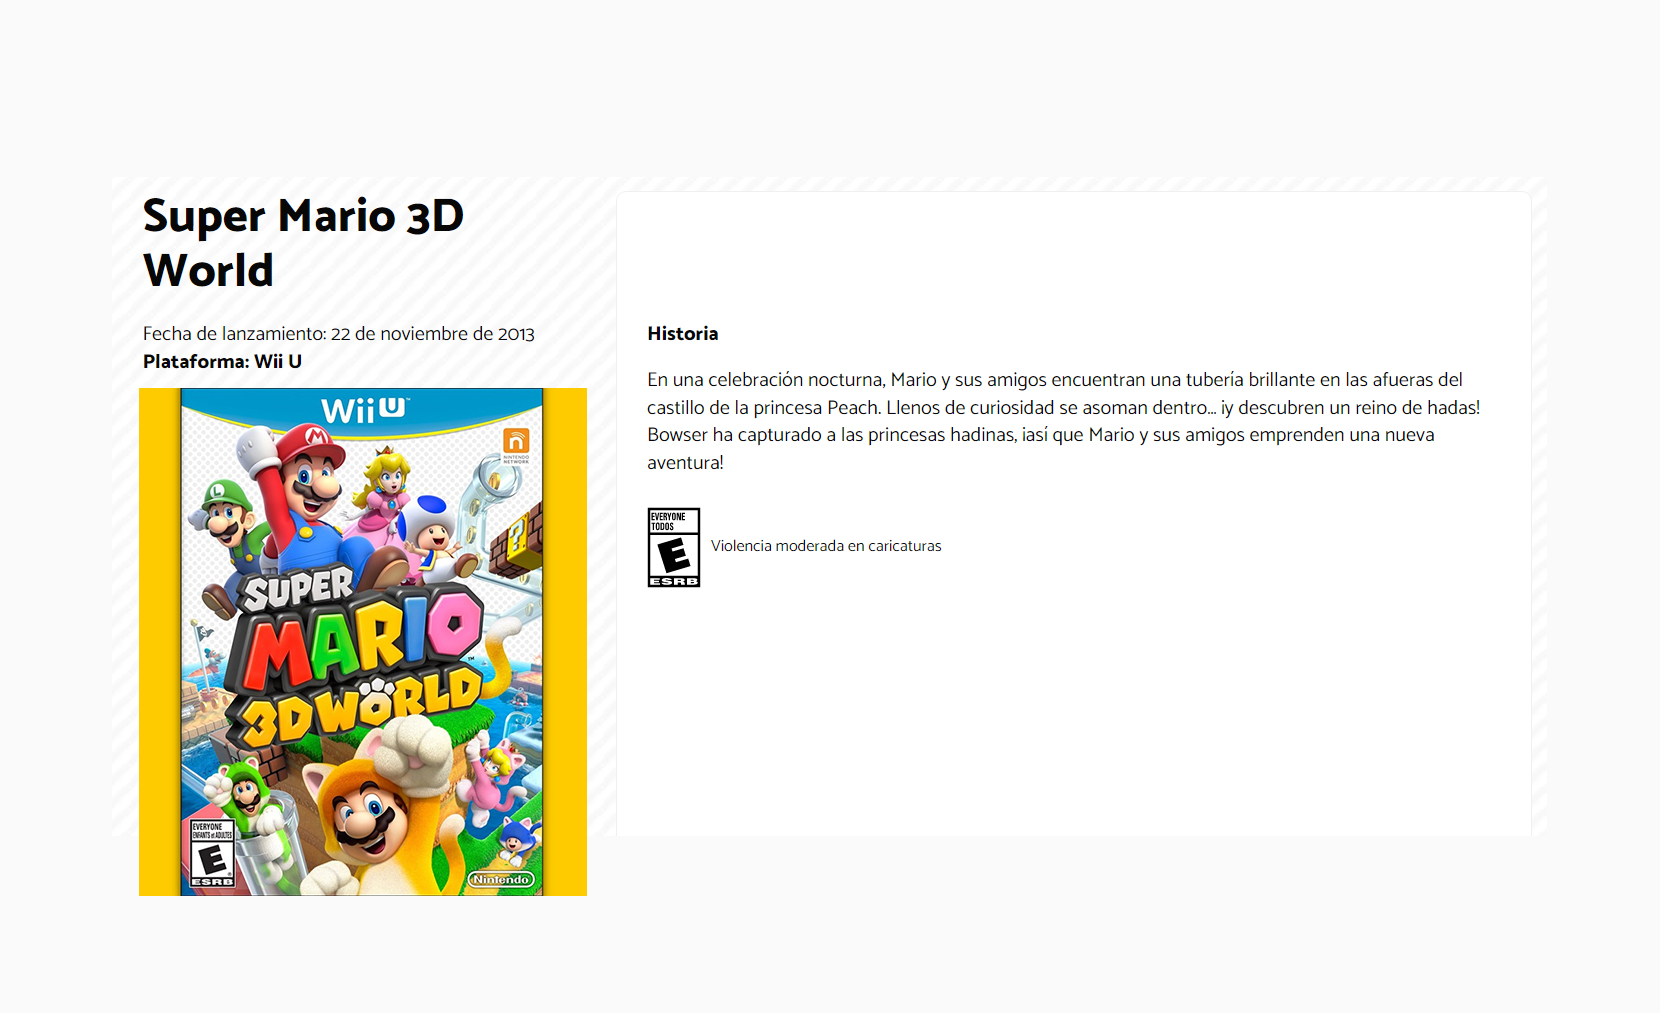 Super Mario 3D
World
Fecha de lanzamiento: 22 de noviembre de 2013
Plataforma: Wii U
Wii U™
NINTENDO
NETWORK
L
M
?
SUPER
MARIO™
3D WORLD
EVERYONE
ENFANTS et ADULTES
E
ESRB
Nintendo
Historia
En una celebración nocturna, Mario y sus amigos encuentran una tubería brillante en las afueras del
castillo de la princesa Peach. Llenos de curiosidad se asoman dentro... ¡y descubren un reino de hadas!
Bowser ha capturado a las princesas hadinas, ¡así que Mario y sus amigos emprenden una nueva
aventura!
EVERYONE
TODOS
E
ESRB
Violencia moderada en caricaturas